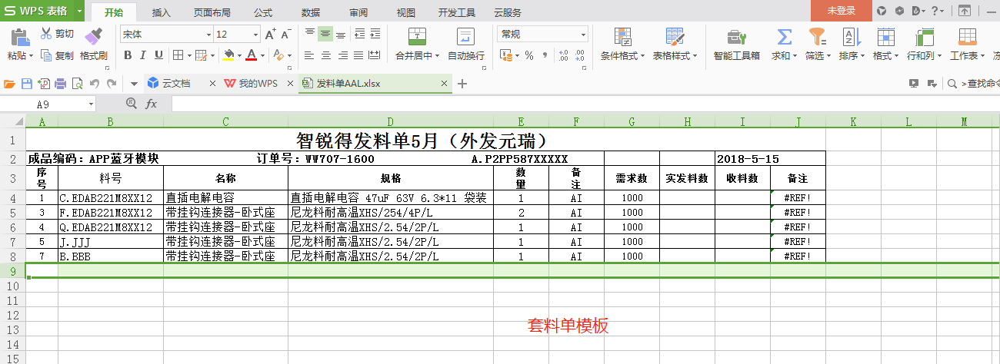 S WPS 表格 开始 插入 页面布局 公式 数据 审阅 视图 开发工具 云服务 未登录
粘贴 剪切 复制 格式刷 宋体 12 A+ A- B I U A 合并居中 自动换行 常规 % 条件格式 表格样式 智能工具箱 求和 筛选 排序 格式 行和列 工作表
云文档 我的WPS 发料单AAL.xlsx >查找命令
A9 fx
A B C D E F G H I J K L M
1 智锐得发料单5月（外发元瑞）
2 成品编码：APP蓝牙模块 订单号：WW707-1600 A.P2PP587XXXXX 2018-5-15
3 序号 料号 名称 规格 数量 备注 需求数 实发料数 收料数 备注
4 1 C.EDAB221M8XX12 直插电解电容 直插电解电容 47uF 63V 6.3*11 袋装 1 AI 1000 #REF!
5 3 F.EDAB221M8XX12 带挂钩连接器-卧式座 尼龙料耐高温XHS/254/4P/L 2 AI 1000 #REF!
6 4 Q.EDAB221M8XX12 带挂钩连接器-卧式座 尼龙料耐高温XHS/2.54/2P/L 1 AI 1000 #REF!
7 5 J.JJJ 带挂钩连接器-卧式座 尼龙料耐高温XHS/2.54/2P/L 1 AI 1000 #REF!
8 7 B.BBB 带挂钩连接器-卧式座 尼龙料耐高温XHS/2.54/2P/L 1 AI 1000 #REF!
9
10
11
12
套料单模板
13
14
15